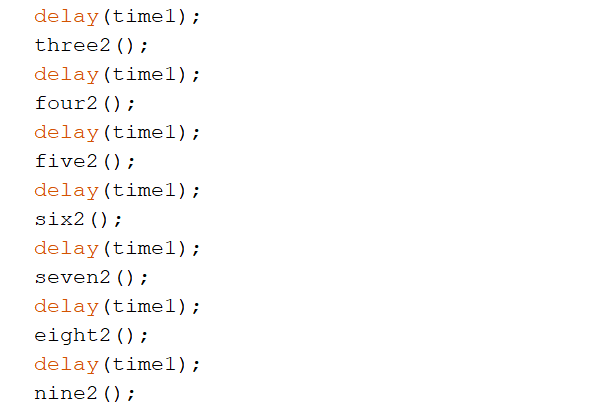 delay(time1);
three2();
delay(time1);
four2();
delay(time1);
five2();
delay(time1);
six2();
delay(time1);
seven2();
delay(time1);
eight2();
delay(time1);
nine2();